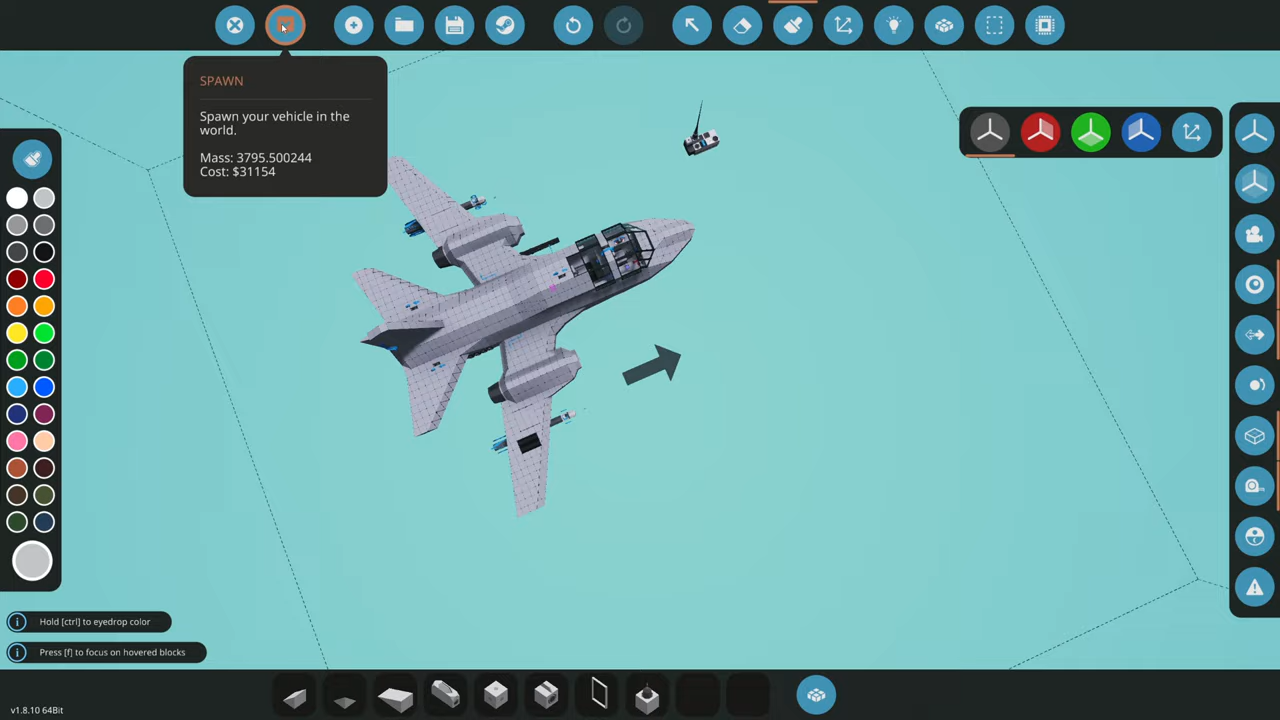 SPAWN
Spawn your vehicle in the
world.
Mass: 3795.500244
Cost: $31154
Hold [ctrl] to eyedrop color
Press [f] to focus on hovered blocks
v1.8.10 64Bit